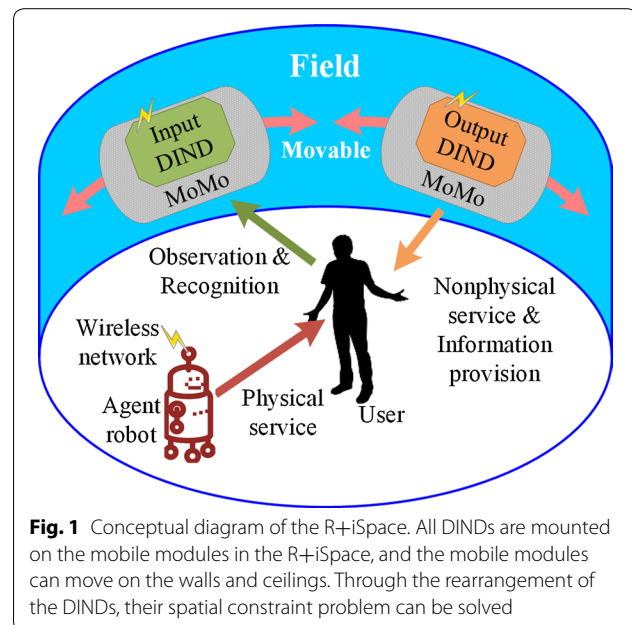 Field
Input
DIND
MoMo
Movable
Output
DIND
MoMo
Observation &
Recognition
Nonphysical
service &
Information
provision
Wireless
network
Agent
robot
Physical
service
User
Fig. 1 Conceptual diagram of the R+iSpace. All DINDs are mounted
on the mobile modules in the R+iSpace, and the mobile modules
can move on the walls and ceilings. Through the rearrangement of
the DINDs, their spatial constraint problem can be solved